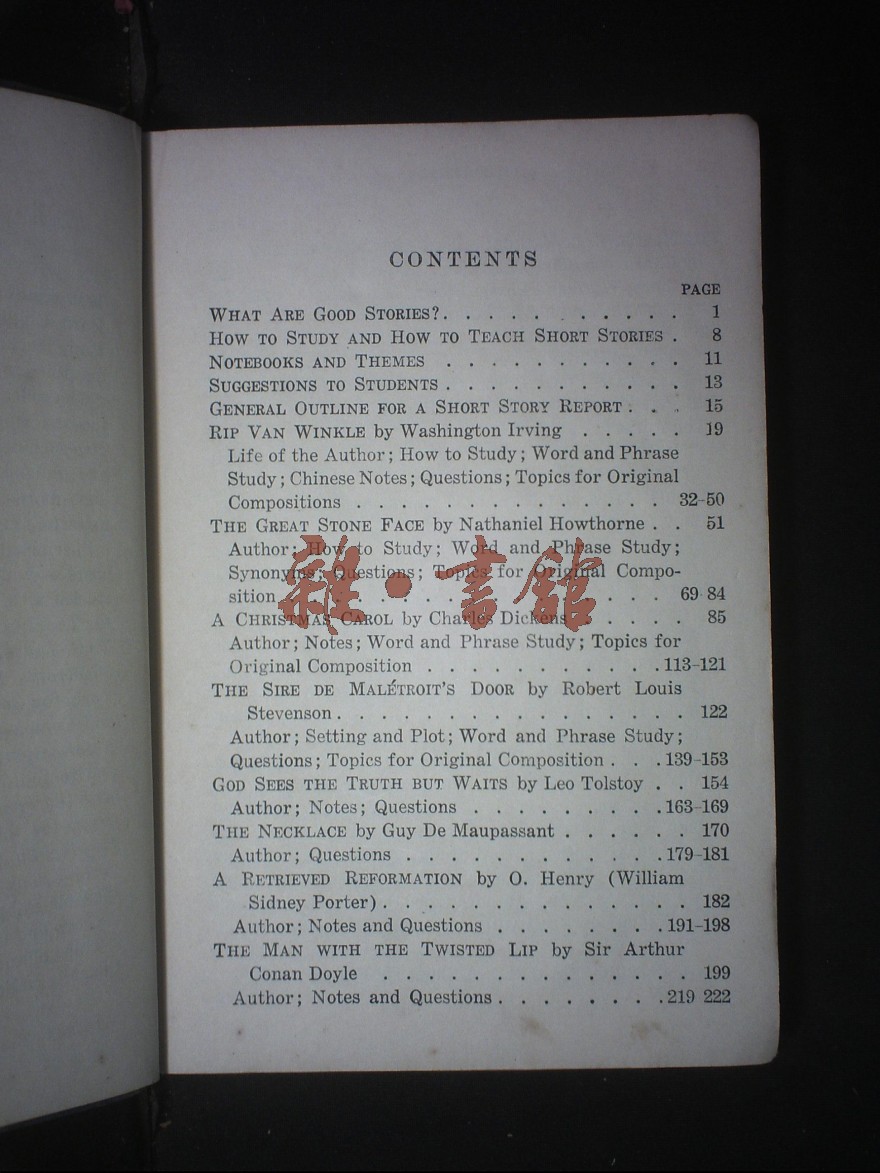 CONTENTS
PAGE
WHAT ARE GOOD STORIES? . . . . . . . . . . . 1
HOW TO STUDY AND HOW TO TEACH SHORT STORIES . 8
NOTEBOOKS AND THEMES . . . . . . . . . . . 11
SUGGESTIONS TO STUDENTS . . . . . . . . . . . 13
GENERAL OUTLINE FOR A SHORT STORY REPORT . . . 15
RIP VAN WINKLE by Washington Irving . . . . . 19
Life of the Author; How to Study; Word and Phrase
Study; Chinese Notes; Questions; Topics for Original
Compositions . . . . . . . . . . . . . . 32-50
THE GREAT STONE FACE by Nathaniel Howthorne . . 51
Author; How to Study; Word and Phrase Study;
Synonyms; Questions; Topics for Original Compo-
sition . . . . . . . . . . . . . . . . 69-84
A CHRISTMAS CAROL by Charles Dickens . . . . . . 85
Author; Notes; Word and Phrase Study; Topics for
Original Composition . . . . . . . . . . . 113-121
THE SIRE DE MALÉTROIT'S DOOR by Robert Louis
Stevenson . . . . . . . . . . . . . . . . 122
Author; Setting and Plot; Word and Phrase Study;
Questions; Topics for Original Composition . . . 139-153
GOD SEES THE TRUTH BUT WAITS by Leo Tolstoy . . 154
Author; Notes; Questions . . . . . . . . . 163-169
THE NECKLACE by Guy De Maupassant . . . . . . 170
Author; Questions . . . . . . . . . . . . 179-181
A RETRIEVED REFORMATION by O. Henry (William
Sidney Porter) . . . . . . . . . . . . . . 182
Author; Notes and Questions . . . . . . . . 191-198
THE MAN WITH THE TWISTED LIP by Sir Arthur
Conan Doyle . . . . . . . . . . . . . . 199
Author; Notes and Questions . . . . . . . . 219-222
雜·書館